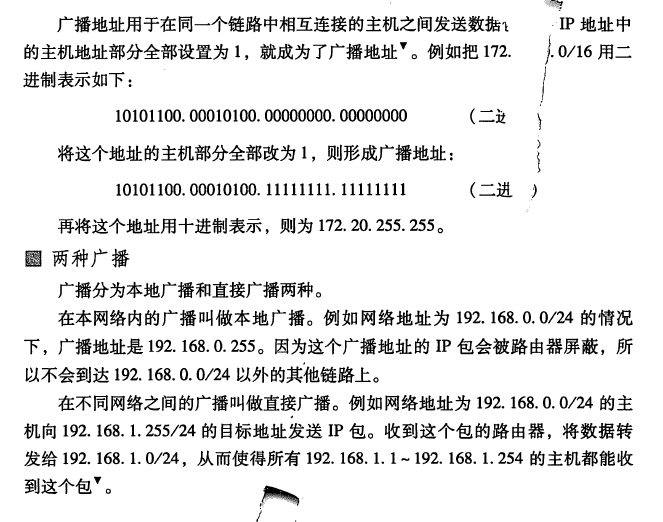 广播地址用于在同一个链路中相互连接的主机之间发送数据 IP 地址中
的主机地址部分全部设置为 1，就成为了广播地址▼。例如把 172. .0/16 用二
进制表示如下：
10101100. 00010100. 00000000. 00000000 （二进
将这个地址的主机部分全部改为 1，则形成广播地址：
10101100. 00010100. 11111111. 11111111 （二进 ）
再将这个地址用十进制表示，则为 172. 20. 255. 255。
两种广播
广播分为本地广播和直接广播两种。
在本网络内的广播叫做本地广播。例如网络地址为 192. 168. 0. 0/24 的情况
下，广播地址是 192. 168. 0. 255。因为这个广播地址的 IP 包会被路由器屏蔽，所
以不会到达 192. 168. 0. 0/24 以外的其他链路上。
在不同网络之间的广播叫做直接广播。例如网络地址为 192. 168. 0. 0/24 的主
机向 192. 168. 1. 255/24 的目标地址发送 IP 包。收到这个包的路由器，将数据转
发给 192. 168. 1. 0/24，从而使得所有 192. 168. 1. 1 ~ 192. 168. 1. 254 的主机都能收
到这个包▼。